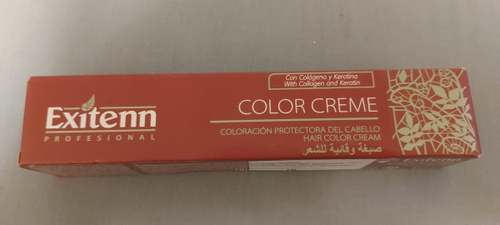 Exitenn
PROFESIONAL
Con Colágeno y Keratina
With Collagen and Keratin
COLOR CREME
COLORACIÓN PROTECTORA DEL CABELLO
HAIR COLOR CREAM
صبغة وقاية للشعر